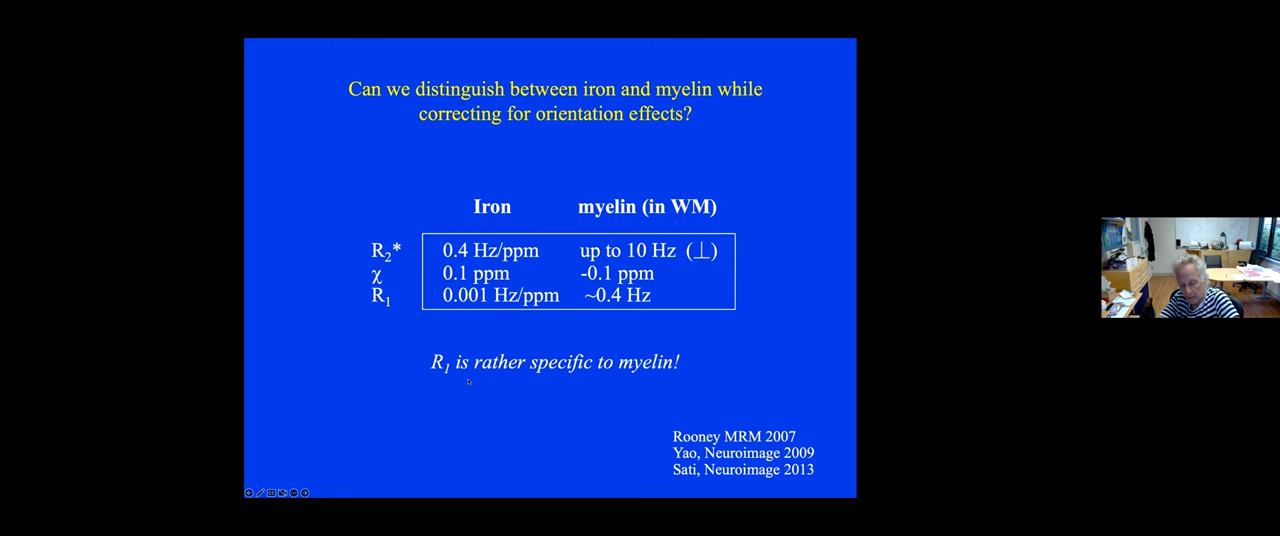 Can we distinguish between iron and myelin while
correcting for orientation effects?
Iron myelin (in WM)
R₂* 0.4 Hz/ppm up to 10 Hz (⊥)
χ 0.1 ppm -0.1 ppm
R₁ 0.001 Hz/ppm ~0.4 Hz
R₁ is rather specific to myelin!
Rooney MRM 2007
Yao, Neuroimage 2009
Sati, Neuroimage 2013